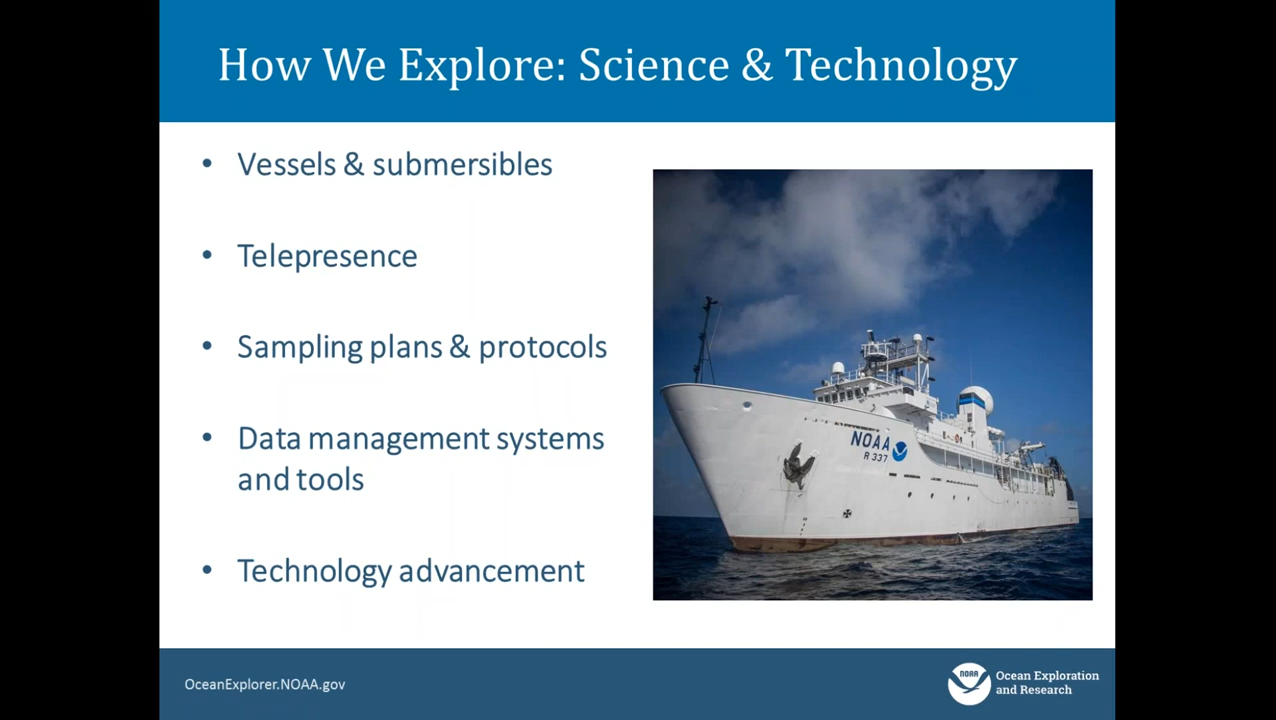 How We Explore: Science & Technology
• Vessels & submersibles
• Telepresence
• Sampling plans & protocols
• Data management systems
and tools
• Technology advancement
NOAA
R 337
OceanExplorer.NOAA.gov
NOAA
Ocean Exploration
and Research